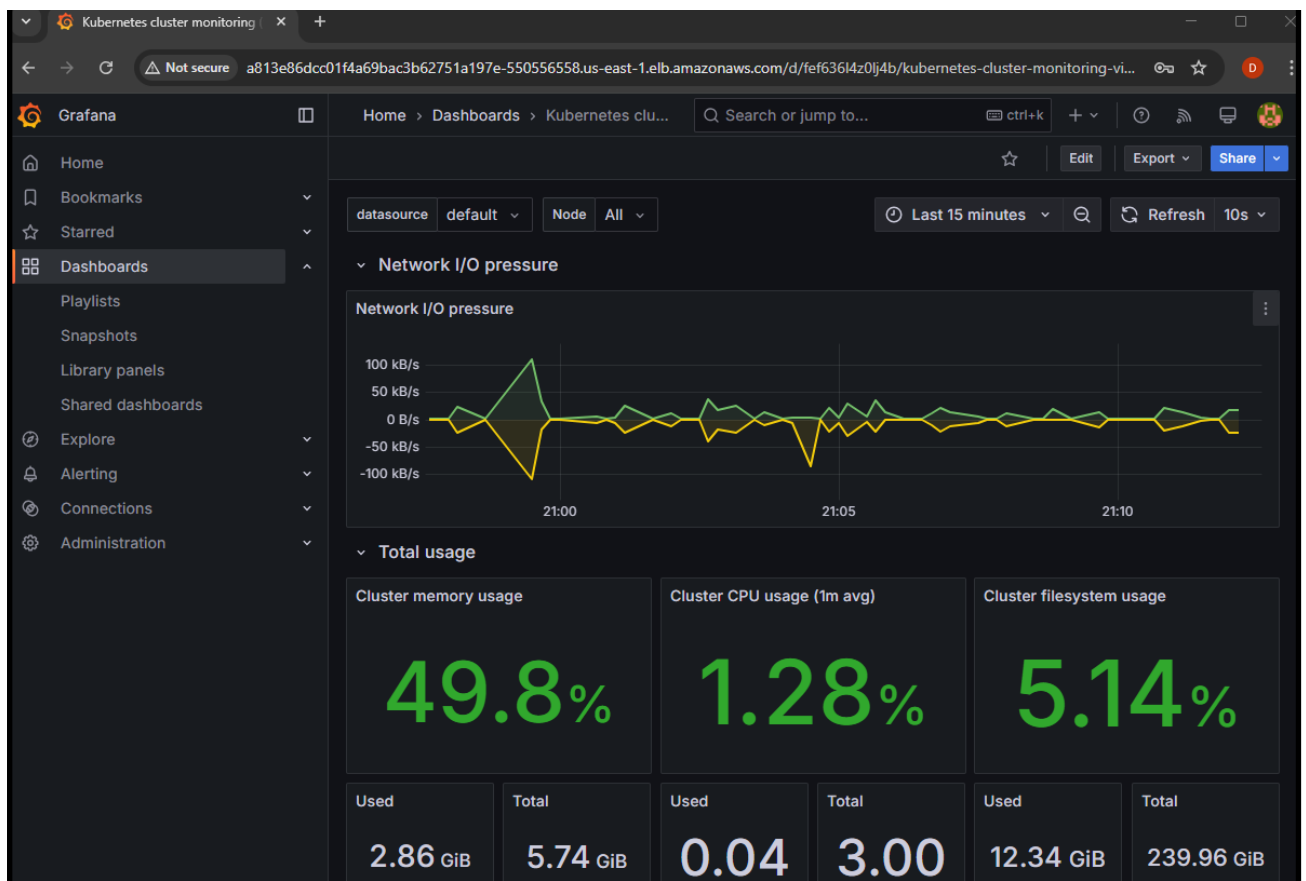 Kubernetes cluster monitoring (
Not secure a813e86dcc01f4a69bac3b62751a197e-550556558.us-east-1.elb.amazonaws.com/d/fef636l4z0lj4b/kubernetes-cluster-monitoring-vi...
D
Grafana
Home › Dashboards › Kubernetes clu...
Search or jump to...
ctrl+k
Edit
Export
Share
Home
Bookmarks
Starred
Dashboards
Playlists
Snapshots
Library panels
Shared dashboards
Explore
Alerting
Connections
Administration
datasource default
Node All
Last 15 minutes
Refresh 10s
Network I/O pressure
Network I/O pressure
100 kB/s
50 kB/s
0 B/s
-50 kB/s
-100 kB/s
21:00 21:05 21:10
Total usage
Cluster memory usage
49.8%
Cluster CPU usage (1m avg)
1.28%
Cluster filesystem usage
5.14%
Used
2.86 GiB
Total
5.74 GiB
Used
0.04
Total
3.00
Used
12.34 GiB
Total
239.96 GiB